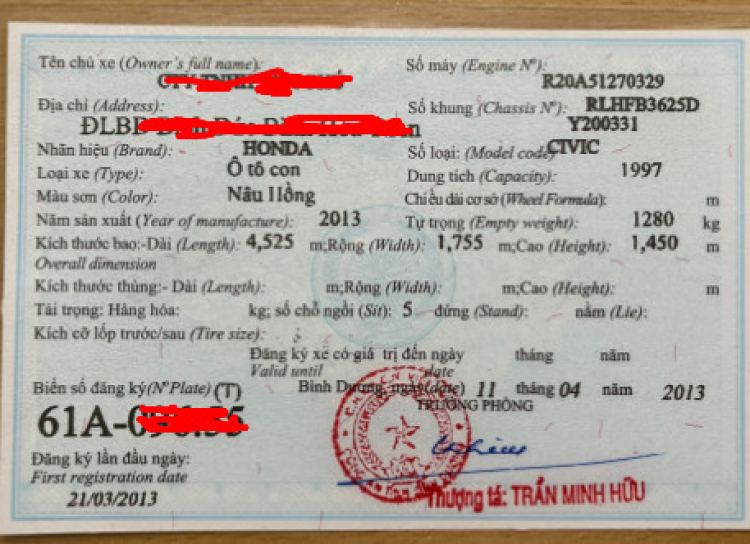 Tên chủ xe (Owner's full name):
Địa chỉ (Address):
ĐLBD
Nhãn hiệu (Brand): HONDA
Loại xe (Type): Ô tô con
Màu sơn (Color): Nâu Hồng
Năm sản xuất (Year of manufacture): 2013
Số máy (Engine Nº): R20A51270329
Số khung (Chassis Nº): RLHFB3625D
Y200331
Số loại: (Model code) CIVIC
Dung tích (Capacity): 1997
Chiều dài cơ sở (Wheel Formula): m
Tự trọng (Empty weight): 1280 kg
Kích thước bao:-Dài (Length): 4,525 m;Rộng (Width): 1,755 m;Cao (Height): 1,450 m
Overall dimension
Kích thước thùng:- Dài (Length): m;Rộng (Width): m;Cao (Height): m
Tải trọng: Hàng hóa: kg; số chỗ ngồi (Sit): 5 đứng (Stand): nằm (Lie):
Kích cỡ lốp trước/sau (Tire size):
Đăng ký xe có giá trị đến ngày tháng năm
Valid until date
Biển số đăng ký(Nº Plate) (T)
61A-
Đăng ký lần đầu ngày:
First registration date
21/03/2013
Bình Dương, ngày(date) 11 tháng 04 năm 2013
TRƯỞNG PHÒNG
Thượng tá: TRẦN MINH HỮU